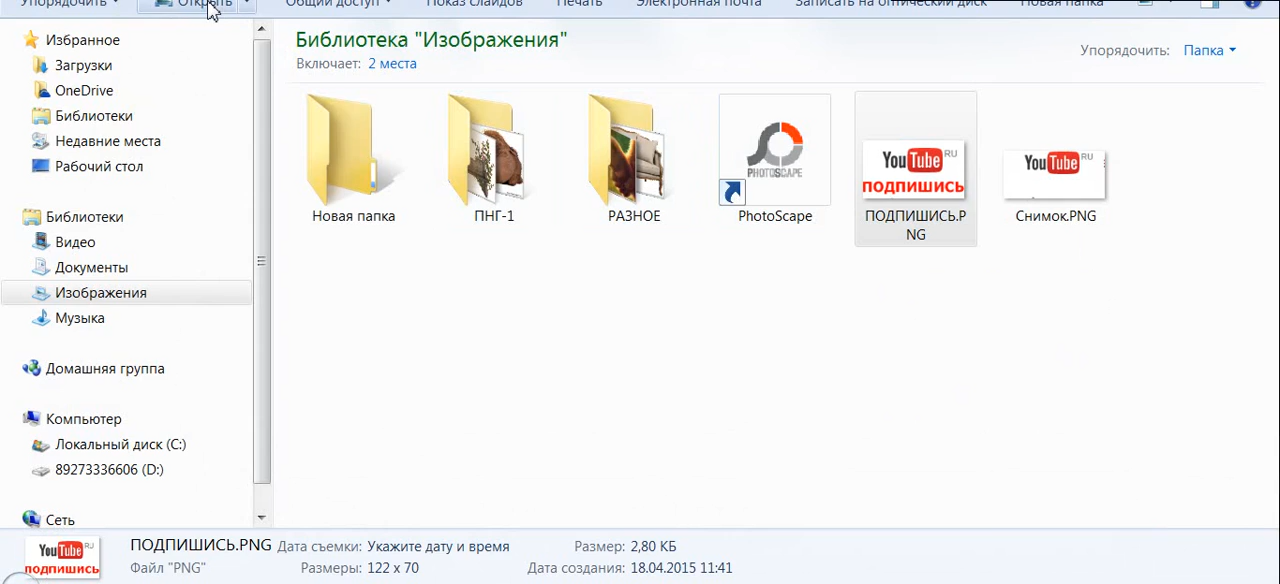 Упорядочить
Открыть
Общий доступ
Показ слайдов
Печать
Электронная почта
Записать на оптический диск
Новая папка
Избранное
Загрузки
OneDrive
Библиотеки
Недавние места
Рабочий стол
Библиотеки
Видео
Документы
Изображения
Музыка
Домашняя группа
Компьютер
Локальный диск (C:)
89273336606 (D:)
Сеть
Библиотека "Изображения"
Включает: 2 места
Упорядочить: Папка
PHOTOSCAPE
YouTube RU
подпишись
YouTube RU
Новая папка
ПНГ-1
РАЗНОЕ
PhotoScape
ПОДПИШИСЬ.P
NG
Снимок.PNG
YouTube RU
подпишись
ПОДПИШИСЬ.PNG
Файл "PNG"
Дата съемки: Укажите дату и время
Размеры: 122 x 70
Размер: 2,80 КБ
Дата создания: 18.04.2015 11:41